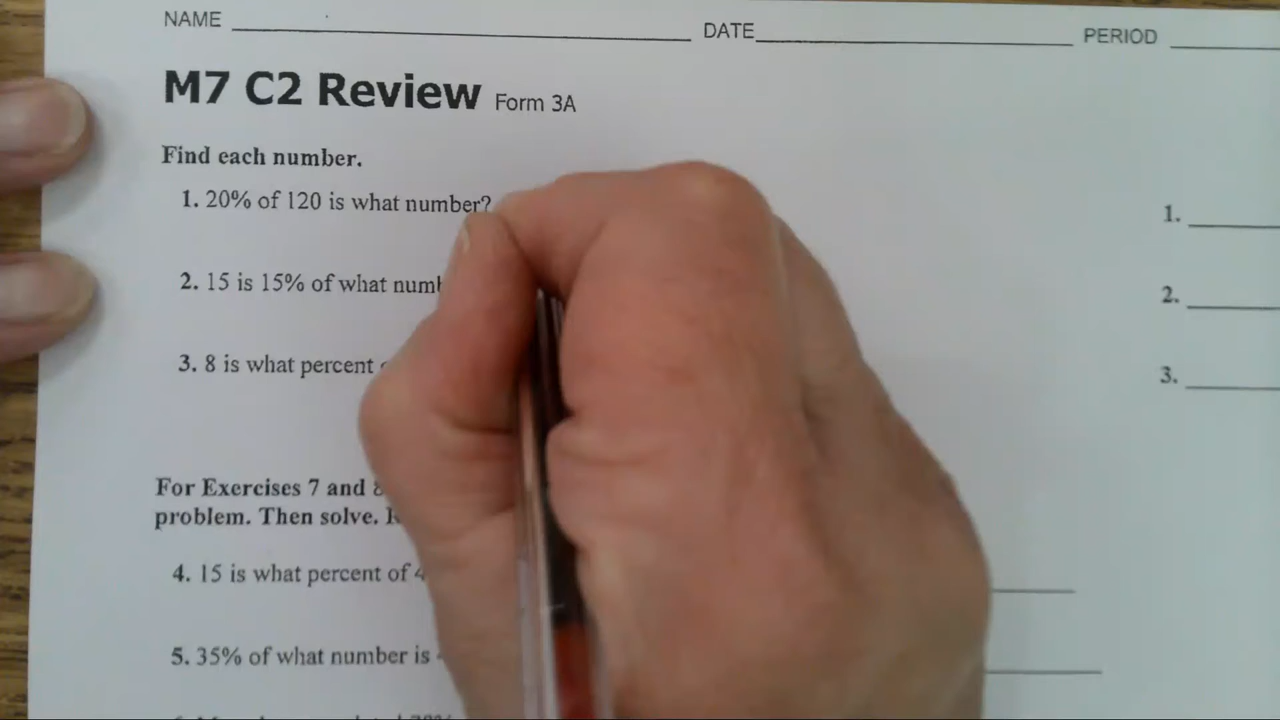 NAME DATE PERIOD
M7 C2 Review Form 3A
Find each number.
1. 20% of 120 is what number?
1.
2. 15 is 15% of what
2.
3. 8 is what percent
3.
For Exercises 7 and
problem. Then solve.
4. 15 is what percent of
5. 35% of what number is